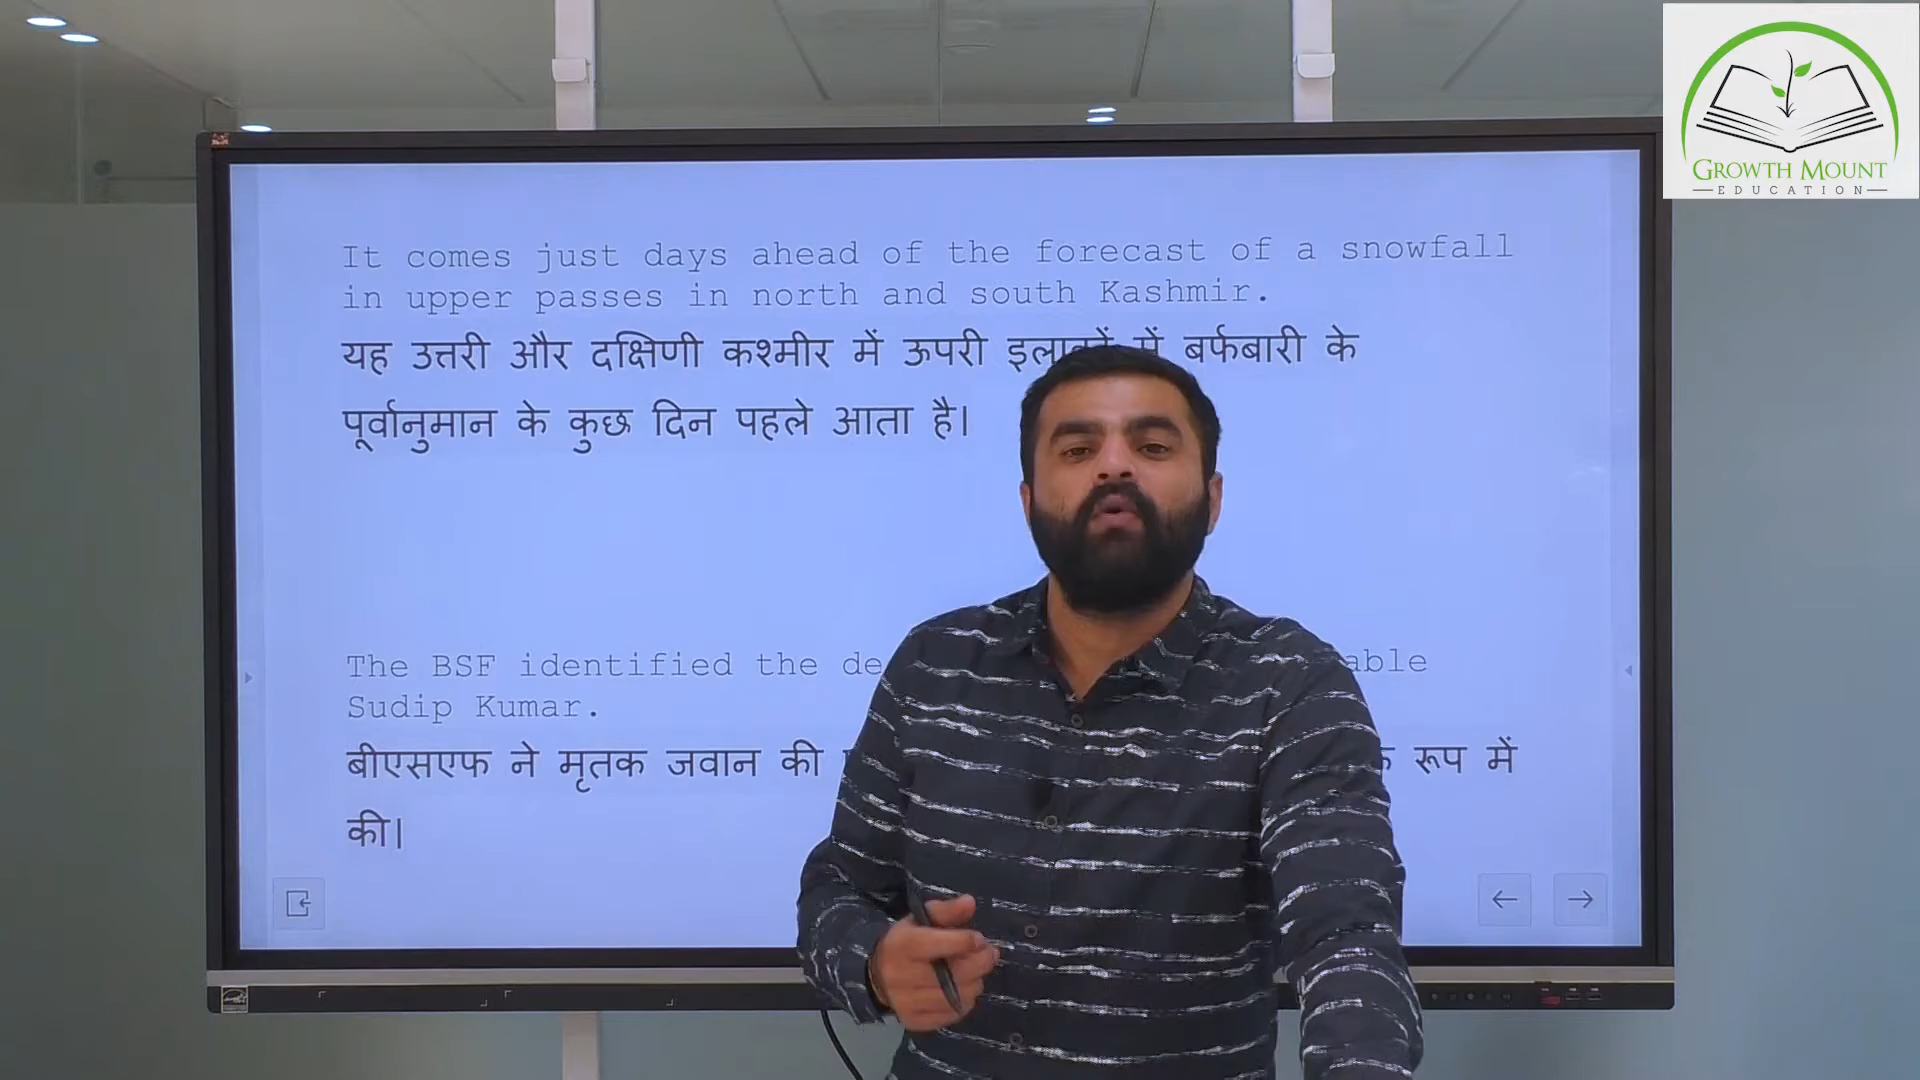 It comes just days ahead of the forecast of a snowfall
in upper passes in north and south Kashmir.
यह उत्तरी और दक्षिणी कश्मीर में ऊपरी इलाकों में बर्फबारी के
पूर्वानुमान के कुछ दिन पहले आता है।
The BSF identified the
Sudip Kumar.
बीएसएफ ने मृतक जवान की रूप में
की।
GROWTH MOUNT
EDUCATION